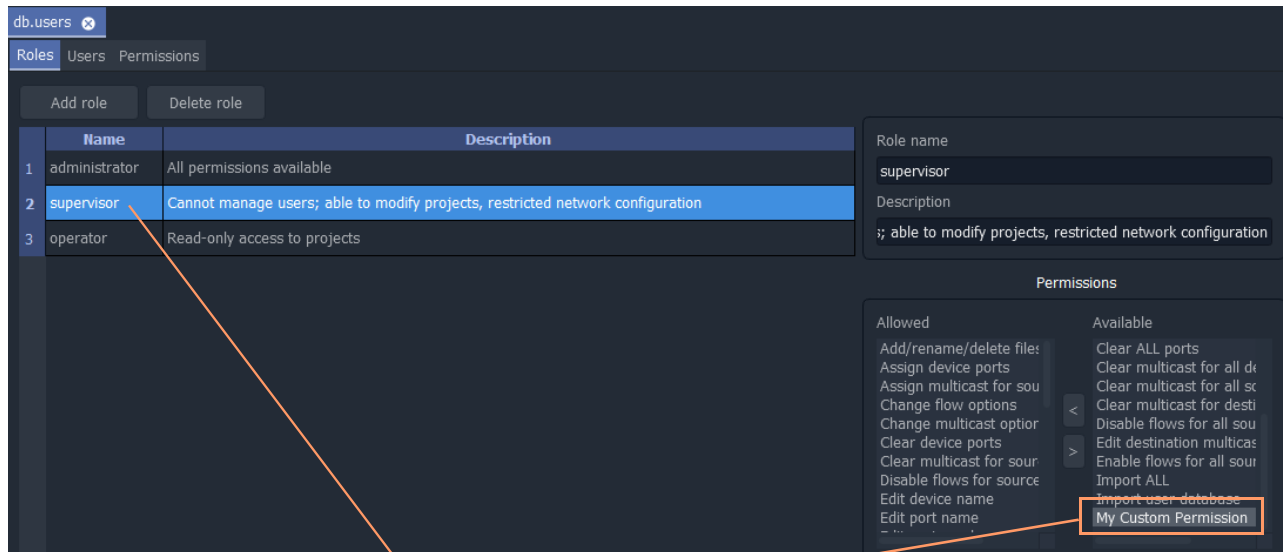 db.users
Roles Users Permissions
Add role Delete role
Name Description
1 administrator All permissions available
2 supervisor Cannot manage users; able to modify projects, restricted network configuration
3 operator Read-only access to projects
Role name
supervisor
Description
; able to modify projects, restricted network configuration
Permissions
Allowed
Add/rename/delete files
Assign device ports
Assign multicast for sou
Change flow options
Change multicast option
Clear device ports
Clear multicast for sour
Disable flows for source
Edit device name
Edit port name
Available
Clear ALL ports
Clear multicast for all de
Clear multicast for all so
Clear multicast for desti
Disable flows for all sou
Edit destination multicas
Enable flows for all sour
Import ALL
Import user database
My Custom Permission
<
>